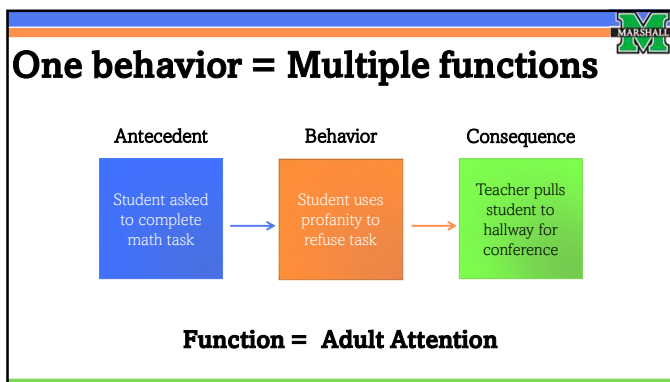 MARSHALL
One behavior = Multiple functions
Antecedent
Behavior
Consequence
Student asked
to complete
math task
Student uses
profanity to
refuse task
Teacher pulls
student to
hallway for
conference
Function = Adult Attention